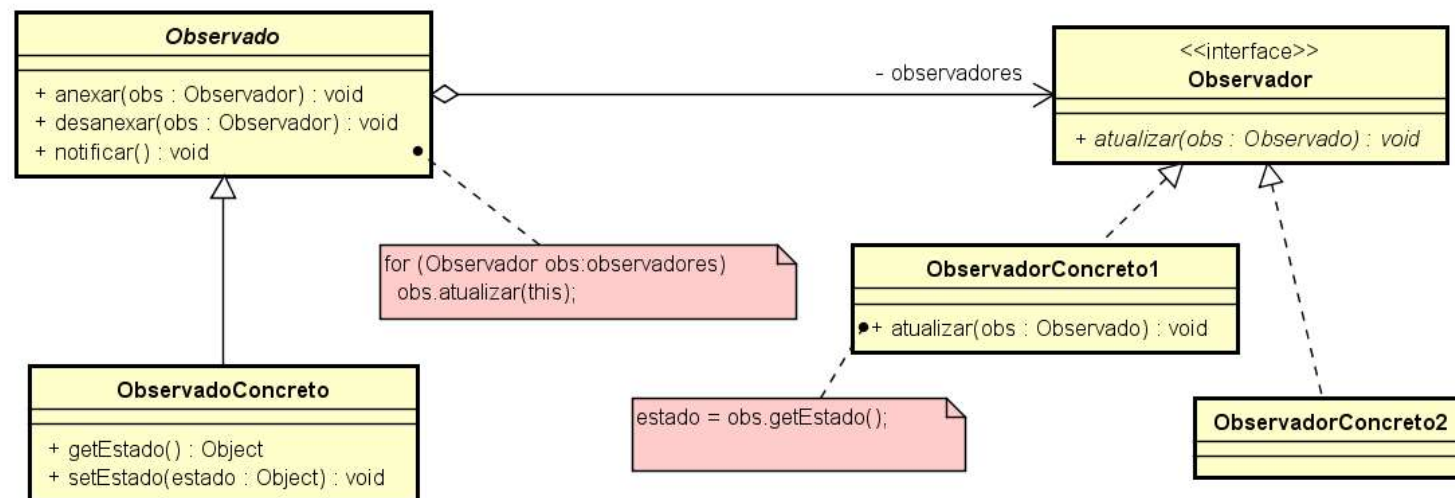 Observado
+ anexar(obs : Observador) : void
+ desanexar(obs : Observador) : void
+ notificar() : void
- observadores
<<interface>>
Observador
+ atualizar(obs : Observado) : void
for (Observador obs:observadores)
obs.atualizar(this);
ObservadorConcreto1
+ atualizar(obs : Observado) : void
estado = obs.getEstado();
ObservadorConcreto2
ObservadoConcreto
+ getEstado() : Object
+ setEstado(estado : Object) : void